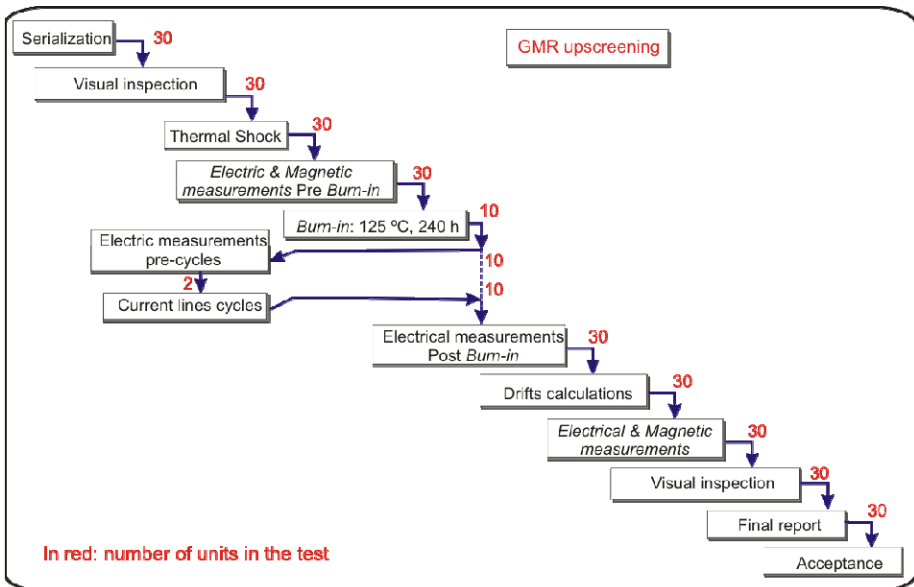 Serialization
30
GMR upscreening
Visual inspection
30
Thermal Shock
30
Electric & Magnetic
measurements Pre Burn-in
30
Burn-in: 125 ºC, 240 h
10
Electric measurements
pre-cycles
10
2
10
Current lines cycles
Electrical measurements
Post Burn-in
30
Drifts calculations
30
Electrical & Magnetic
measurements
30
Visual inspection
30
Final report
30
Acceptance
In red: number of units in the test